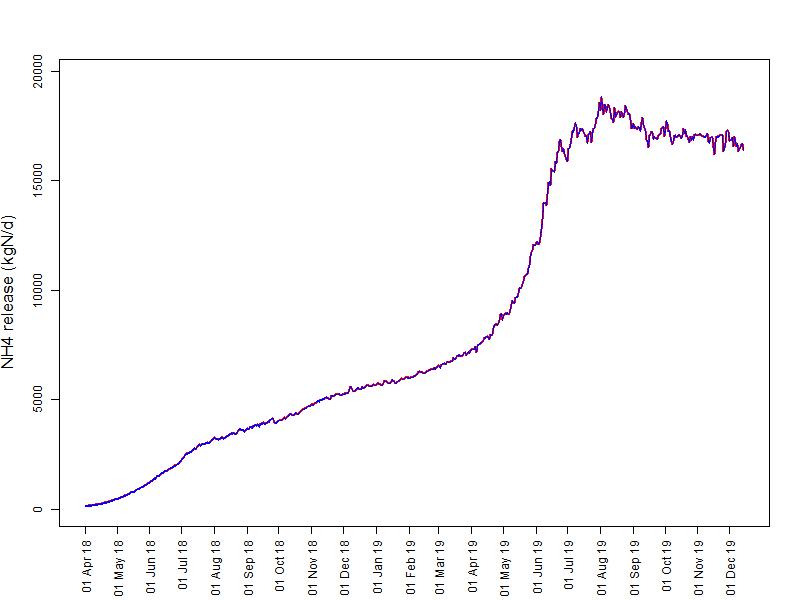 NH4 release (kgN/d)
20000
15000
10000
5000
0
01 Apr 18
01 May 18
01 Jun 18
01 Jul 18
01 Aug 18
01 Sep 18
01 Oct 18
01 Nov 18
01 Dec 18
01 Jan 19
01 Feb 19
01 Mar 19
01 Apr 19
01 May 19
01 Jun 19
01 Jul 19
01 Aug 19
01 Sep 19
01 Oct 19
01 Nov 19
01 Dec 19